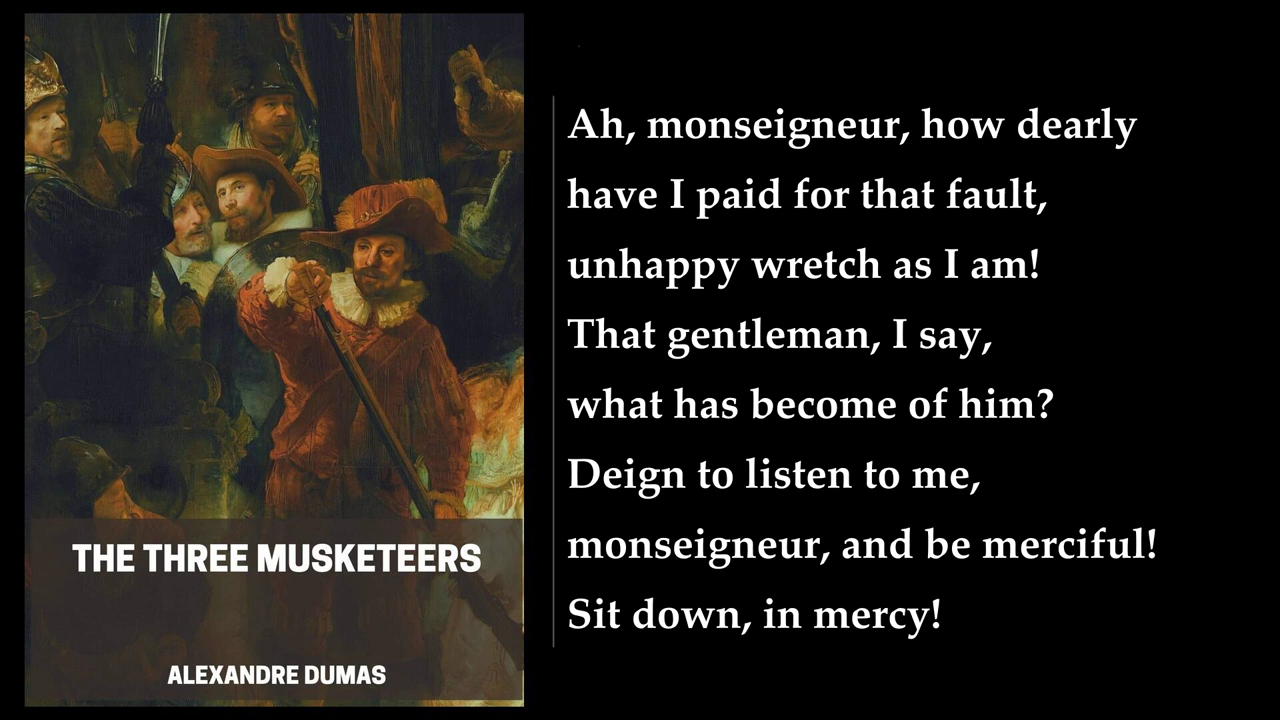 THE THREE MUSKETEERS
ALEXANDRE DUMAS
Ah, monseigneur, how dearly
have I paid for that fault,
unhappy wretch as I am!
That gentleman, I say,
what has become of him?
Deign to listen to me,
monseigneur, and be merciful!
Sit down, in mercy!